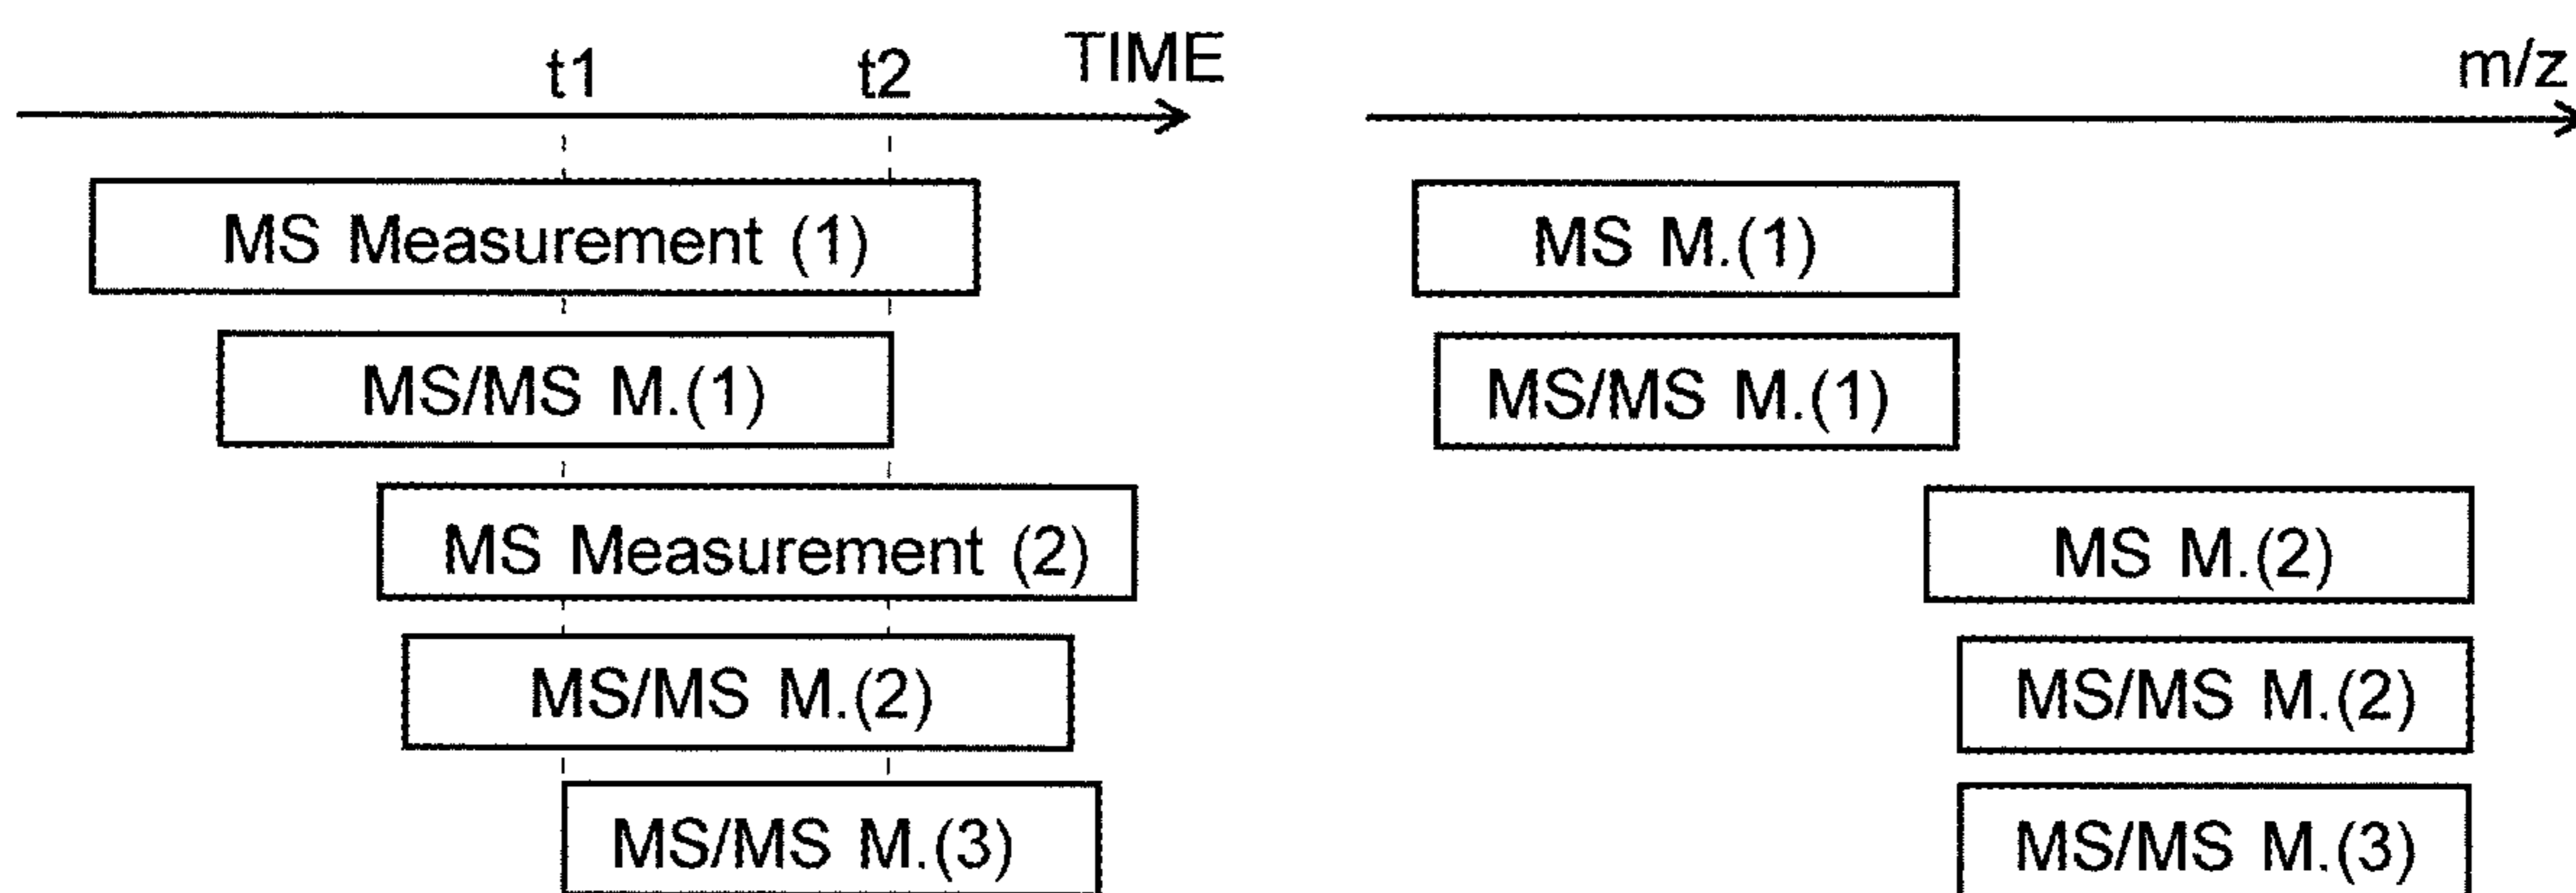 t1 t2 TIME m/z
MS Measurement (1) MS M.(1)
MS/MS M.(1) MS/MS M.(1)
MS Measurement (2) MS M.(2)
MS/MS M.(2) MS/MS M.(2)
MS/MS M.(3) MS/MS M.(3)